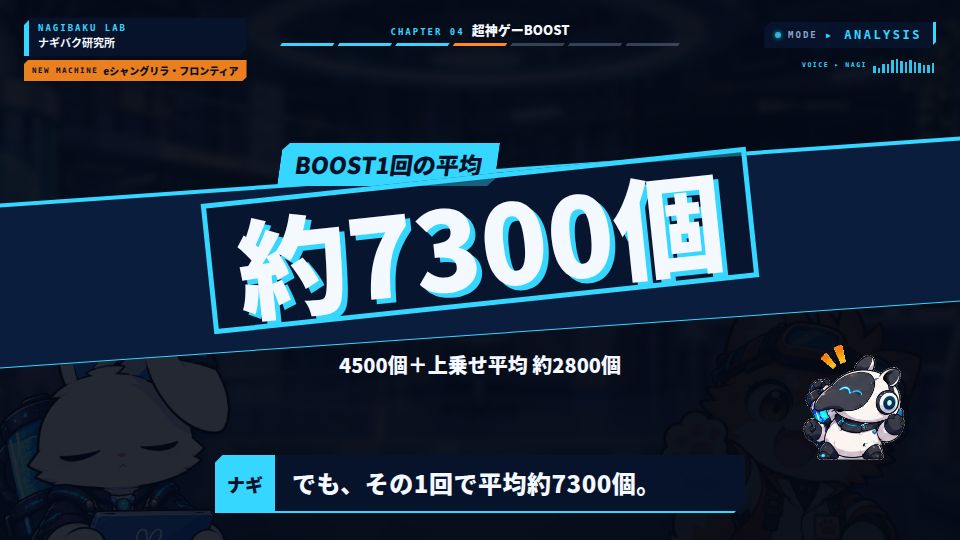 NAGIBAKU LAB
ナギバク研究所
NEW MACHINE eシャングリラ・フロンティア
CHAPTER 04 超神ゲーBOOST
MODE ▶ ANALYSIS
VOICE ▸ NAGI
BOOST1回の平均
約7300個
4500個＋上乗せ平均 約2800個
ナギ
でも、その1回で平均約7300個。